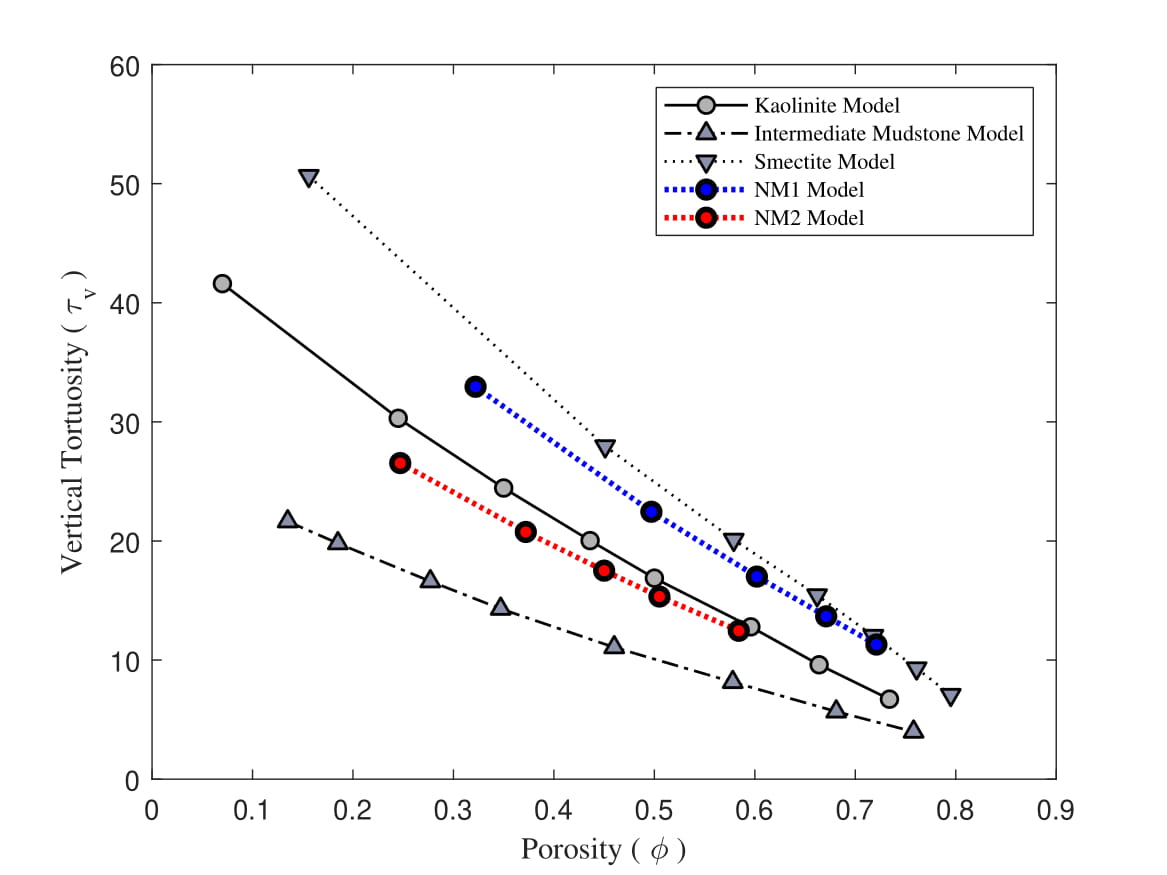 60
50
40
30
20
10
0
Vertical Tortuosity ( τv )
Kaolinite Model
Intermediate Mudstone Model
Smectite Model
NM1 Model
NM2 Model
0 0.1 0.2 0.3 0.4 0.5 0.6 0.7 0.8 0.9
Porosity ( ϕ )